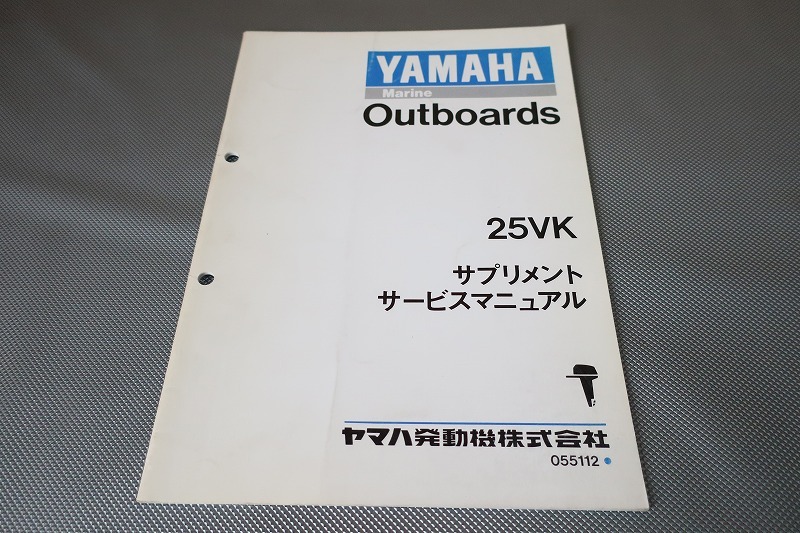 YAMAHA
Marine
Outboards
25VK
サプリメント
サービスマニュアル
ヤマハ発動機株式会社
055112